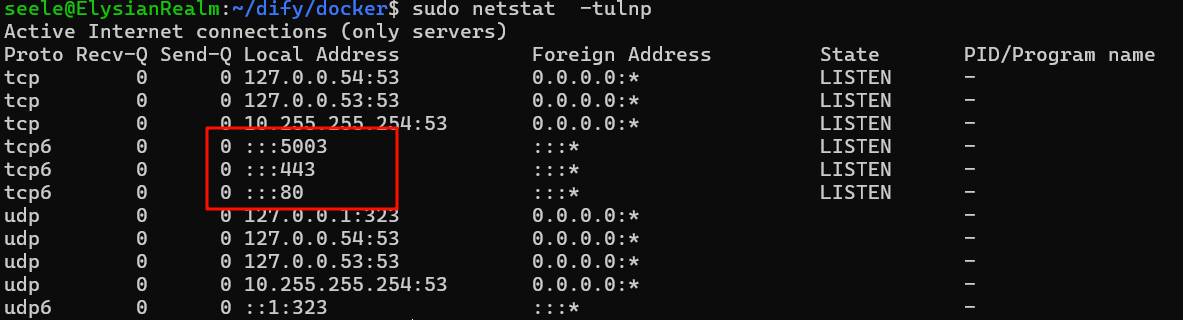 seele@ElysianRealm:~/dify/docker$ sudo netstat  -tulnp
Active Internet connections (only servers)
Proto Recv-Q Send-Q Local Address           Foreign Address         State       PID/Program name
tcp        0      0 127.0.0.54:53           0.0.0.0:*               LISTEN      -
tcp        0      0 127.0.0.53:53           0.0.0.0:*               LISTEN      -
tcp        0      0 10.255.255.254:53       0.0.0.0:*               LISTEN      -
tcp6       0      0 :::5003                 :::*                    LISTEN      -
tcp6       0      0 :::443                  :::*                    LISTEN      -
tcp6       0      0 :::80                   :::*                    LISTEN      -
udp        0      0 127.0.0.1:323           0.0.0.0:*                           -
udp        0      0 127.0.0.54:53           0.0.0.0:*                           -
udp        0      0 127.0.0.53:53           0.0.0.0:*                           -
udp        0      0 10.255.255.254:53       0.0.0.0:*                           -
udp6       0      0 ::1:323                 :::*                                -